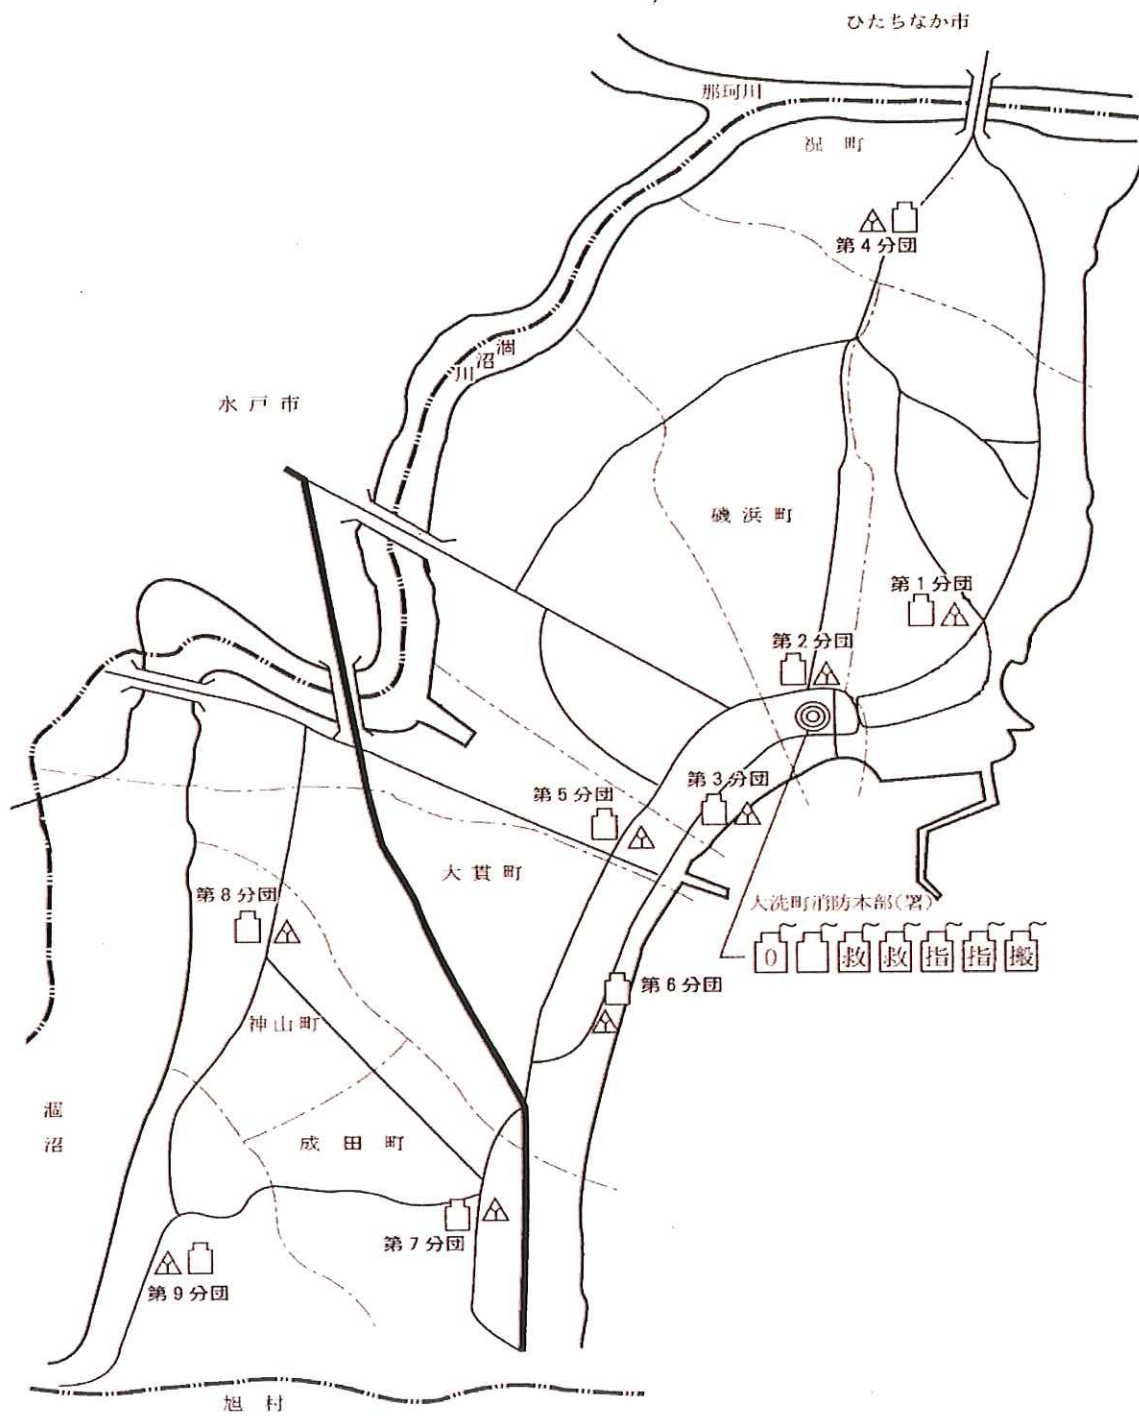 ひたちなか市
那珂川
祝町
第4分団
涸沼川
水戸市
磯浜町
第1分団
第2分団
第3分団
第5分団
大貫町
第8分団
大洗町消防本部(署)
0 救 救 指 指 搬
第6分団
神山町
涸沼
成田町
第7分団
第9分団
旭村